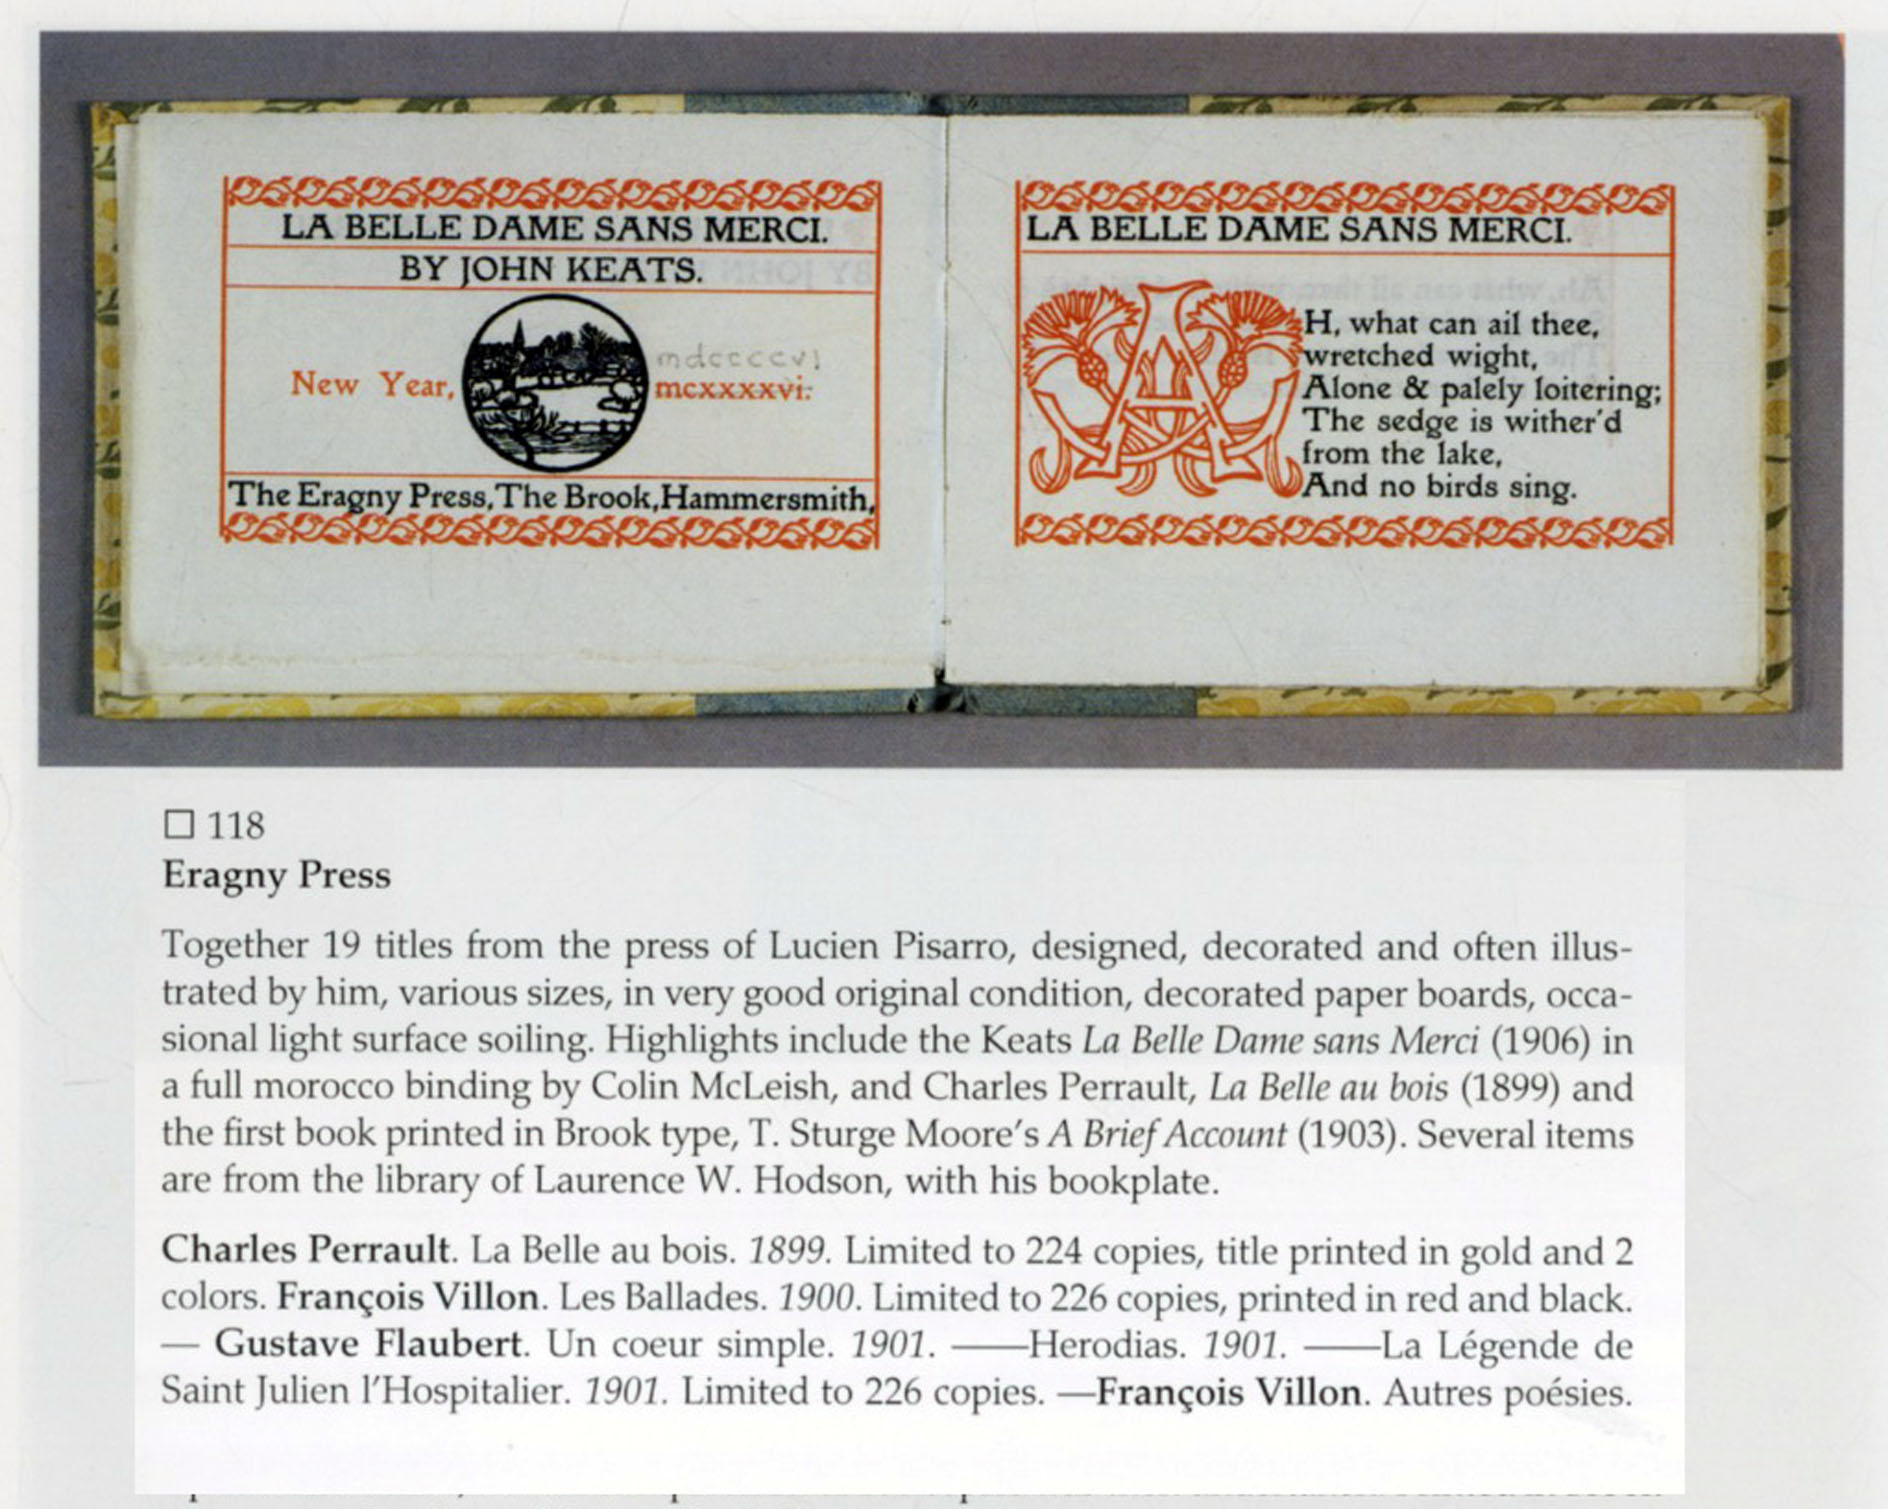 LA BELLE DAME SANS MERCI.
BY JOHN KEATS.
mdccccvi
New Year, mcxxxxvi.
The Eragny Press, The Brook, Hammersmith,
LA BELLE DAME SANS MERCI.
AH, what can ail thee,
wretched wight,
Alone & palely loitering;
The sedge is wither'd
from the lake,
And no birds sing.
☐ 118
Eragny Press
Together 19 titles from the press of Lucien Pisarro, designed, decorated and often illus-
trated by him, various sizes, in very good original condition, decorated paper boards, occa-
sional light surface soiling. Highlights include the Keats La Belle Dame sans Merci (1906) in
a full morocco binding by Colin McLeish, and Charles Perrault, La Belle au bois (1899) and
the first book printed in Brook type, T. Sturge Moore's A Brief Account (1903). Several items
are from the library of Laurence W. Hodson, with his bookplate.
Charles Perrault. La Belle au bois. 1899. Limited to 224 copies, title printed in gold and 2
colors. François Villon. Les Ballades. 1900. Limited to 226 copies, printed in red and black.
— Gustave Flaubert. Un coeur simple. 1901. ——Herodias. 1901. ——La Légende de
Saint Julien l'Hospitalier. 1901. Limited to 226 copies. —François Villon. Autres poésies.